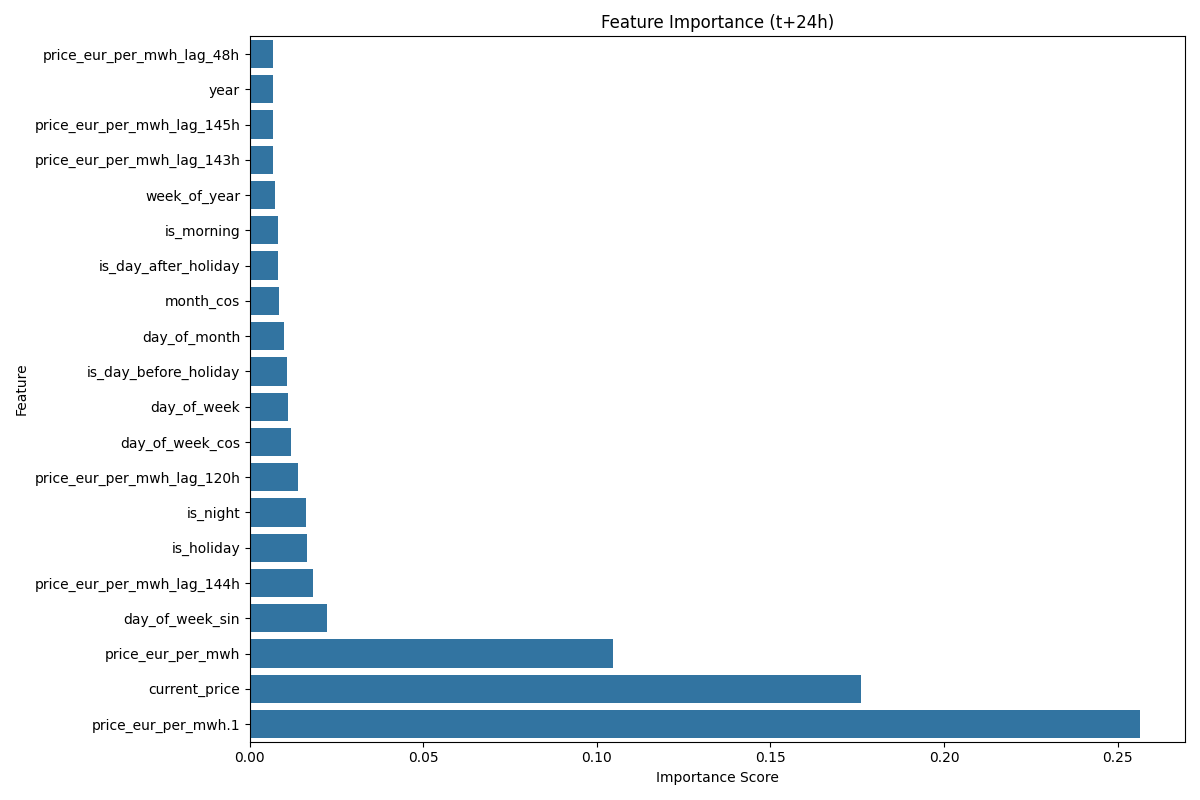 Feature Importance (t+24h)
price_eur_per_mwh_lag_48h
year
price_eur_per_mwh_lag_145h
price_eur_per_mwh_lag_143h
week_of_year
is_morning
is_day_after_holiday
month_cos
day_of_month
is_day_before_holiday
day_of_week
day_of_week_cos
price_eur_per_mwh_lag_120h
is_night
is_holiday
price_eur_per_mwh_lag_144h
day_of_week_sin
price_eur_per_mwh
current_price
price_eur_per_mwh.1
Feature
0.00 0.05 0.10 0.15 0.20 0.25
Importance Score